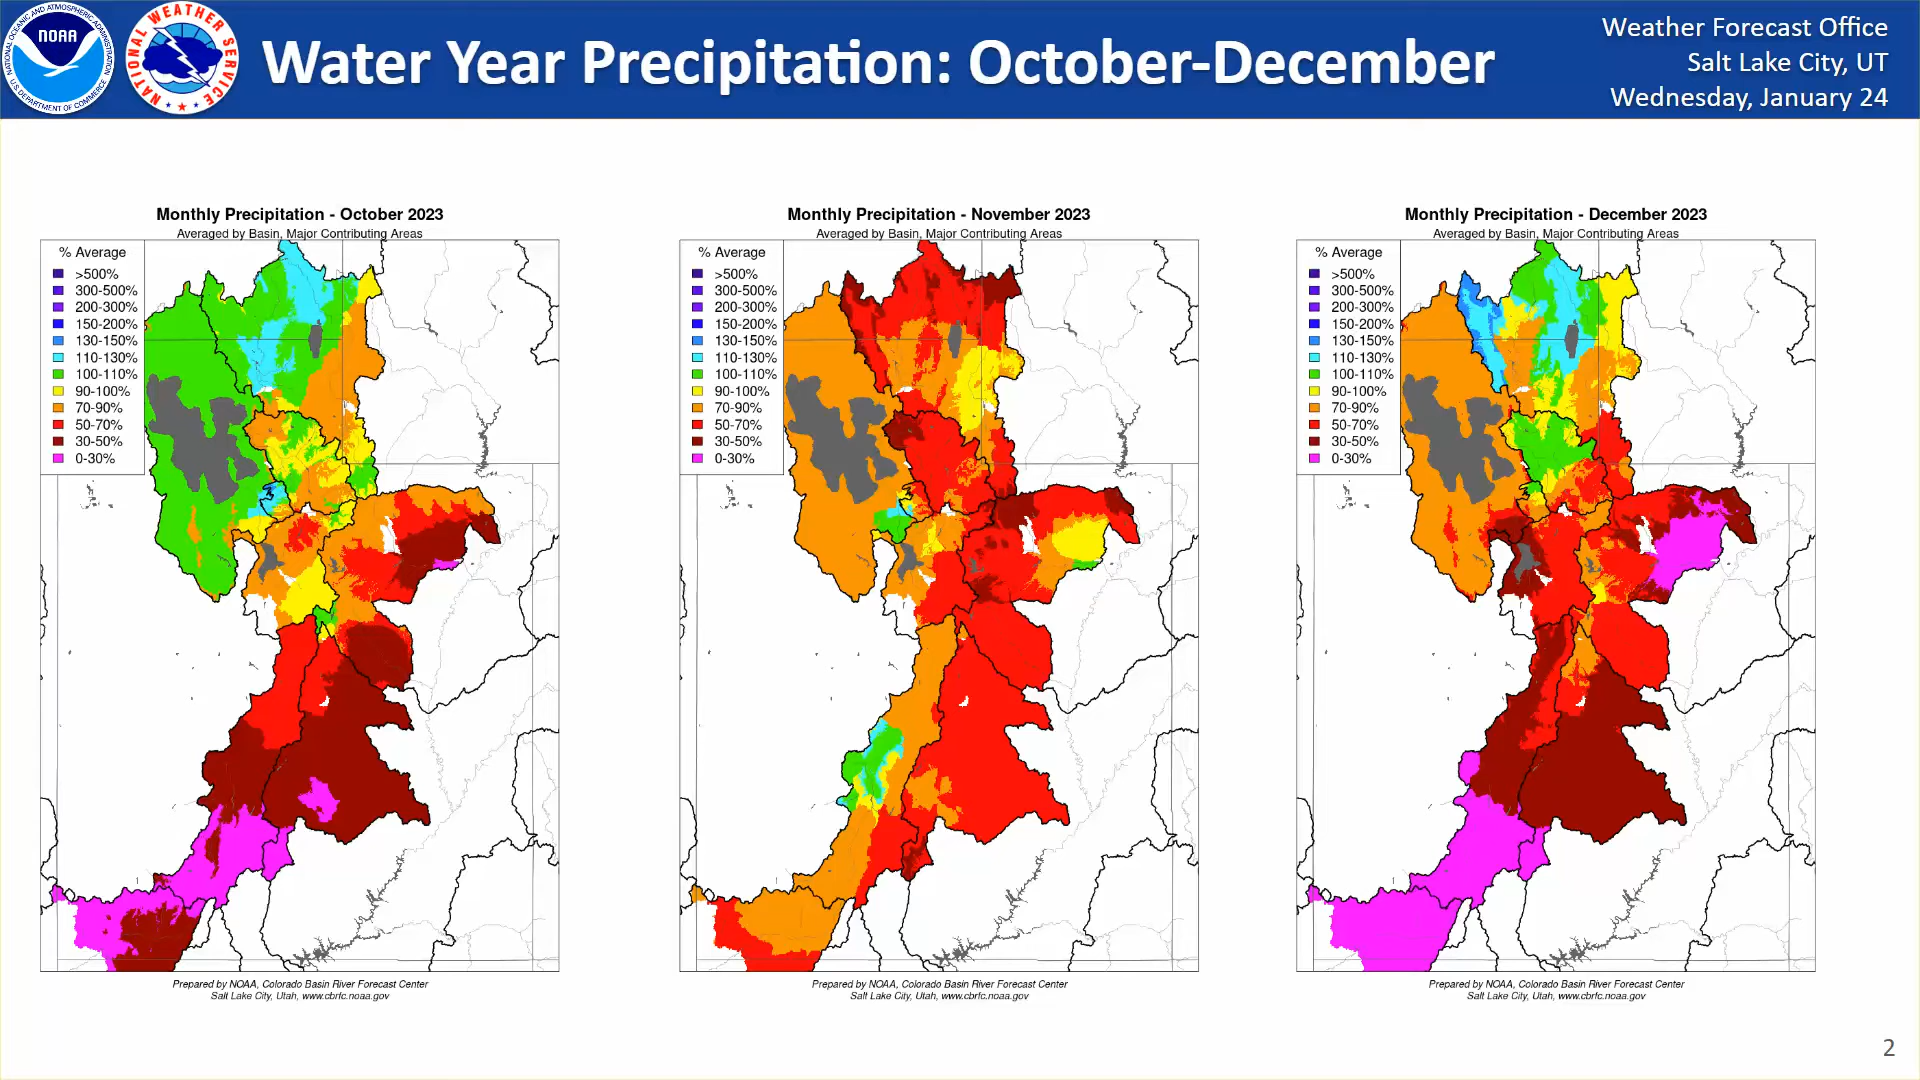 NATIONAL OCEANIC AND ATMOSPHERIC ADMINISTRATION
NOAA
U.S. DEPARTMENT OF COMMERCE
NATIONAL WEATHER SERVICE
Water Year Precipitation: October-December
Weather Forecast Office
Salt Lake City, UT
Wednesday, January 24
Monthly Precipitation - October 2023
Averaged by Basin, Major Contributing Areas
% Average
>500%
300-500%
200-300%
150-200%
130-150%
110-130%
100-110%
90-100%
70-90%
50-70%
30-50%
0-30%
Prepared by NOAA, Colorado Basin River Forecast Center
Salt Lake City, Utah, www.cbrfc.noaa.gov
Monthly Precipitation - November 2023
Averaged by Basin, Major Contributing Areas
% Average
>500%
300-500%
200-300%
150-200%
130-150%
110-130%
100-110%
90-100%
70-90%
50-70%
30-50%
0-30%
Prepared by NOAA, Colorado Basin River Forecast Center
Salt Lake City, Utah, www.cbrfc.noaa.gov
Monthly Precipitation - December 2023
Averaged by Basin, Major Contributing Areas
% Average
>500%
300-500%
200-300%
150-200%
130-150%
110-130%
100-110%
90-100%
70-90%
50-70%
30-50%
0-30%
Prepared by NOAA, Colorado Basin River Forecast Center
Salt Lake City, Utah, www.cbrfc.noaa.gov
2